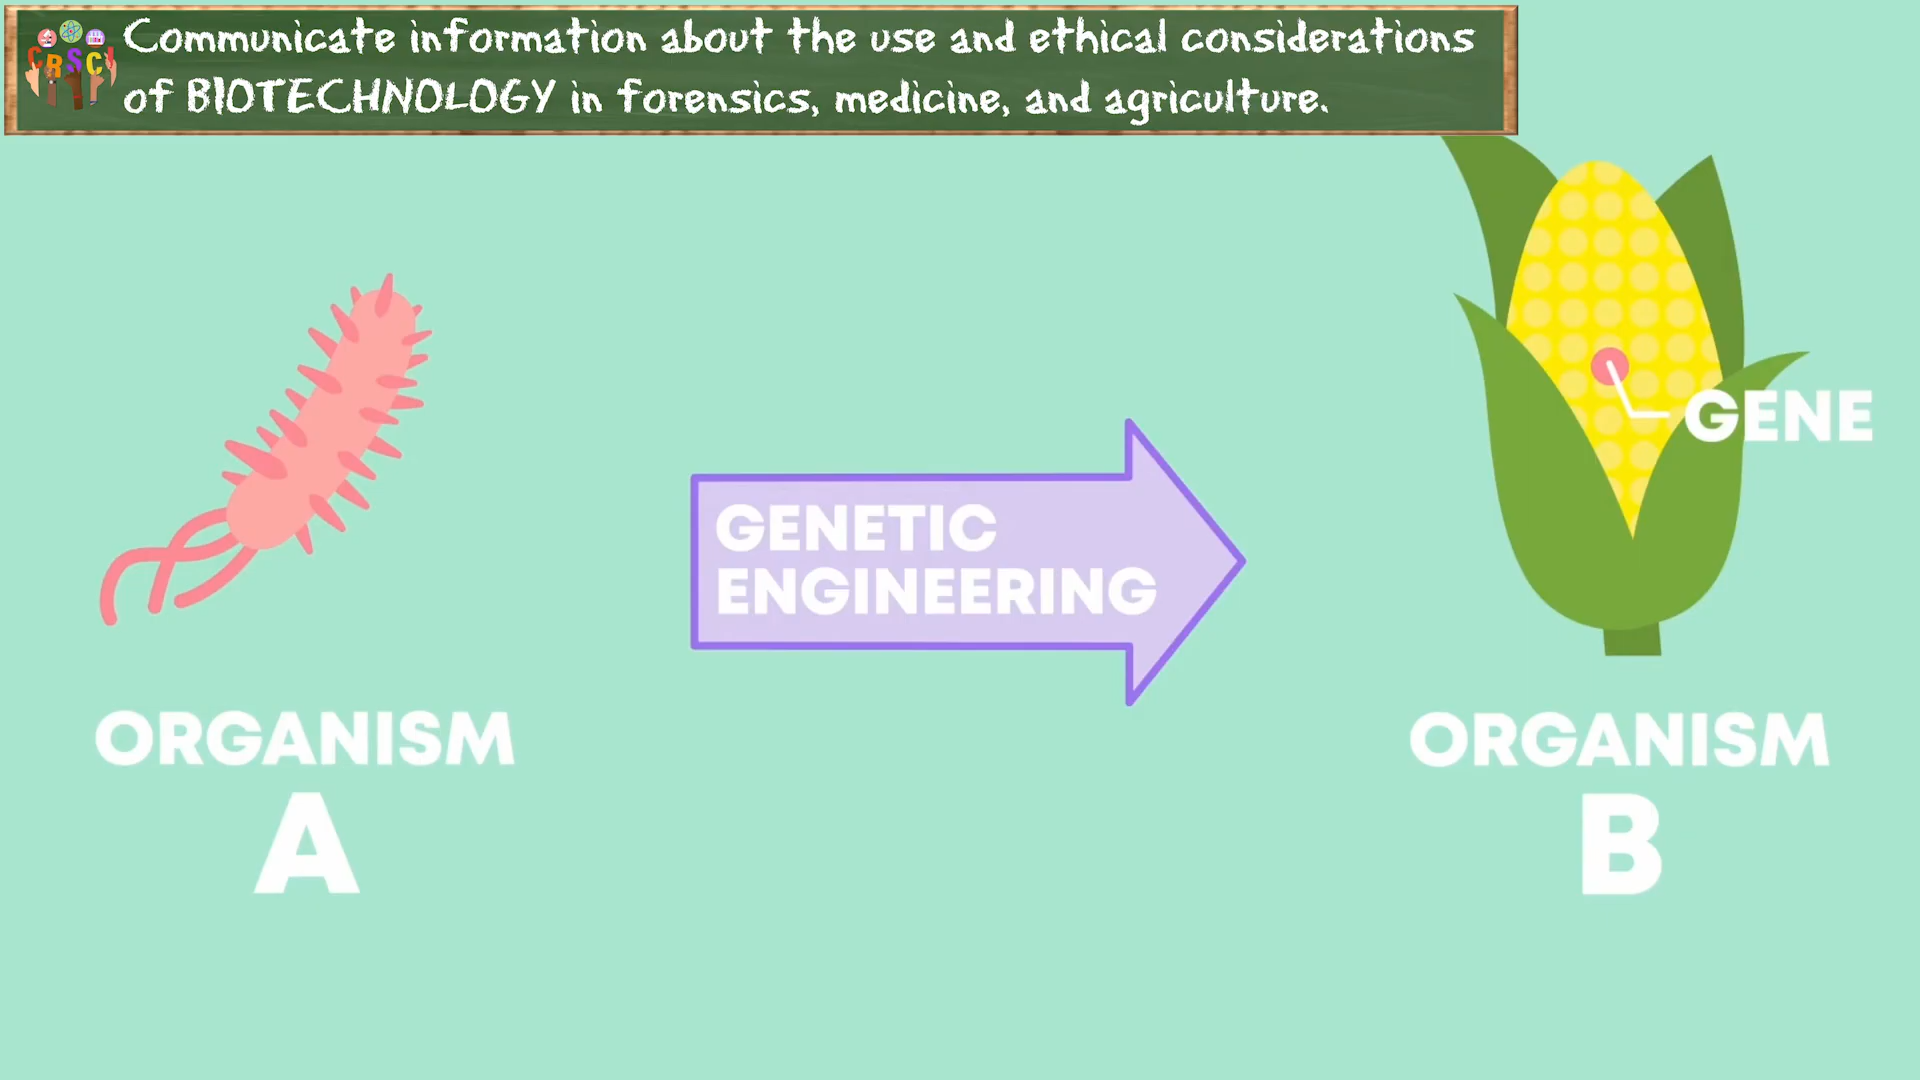 CRSCI
Communicate information about the use and ethical considerations
of BIOTECHNOLOGY in forensics, medicine, and agriculture.
GENE
GENETIC
ENGINEERING
ORGANISM
A
ORGANISM
B